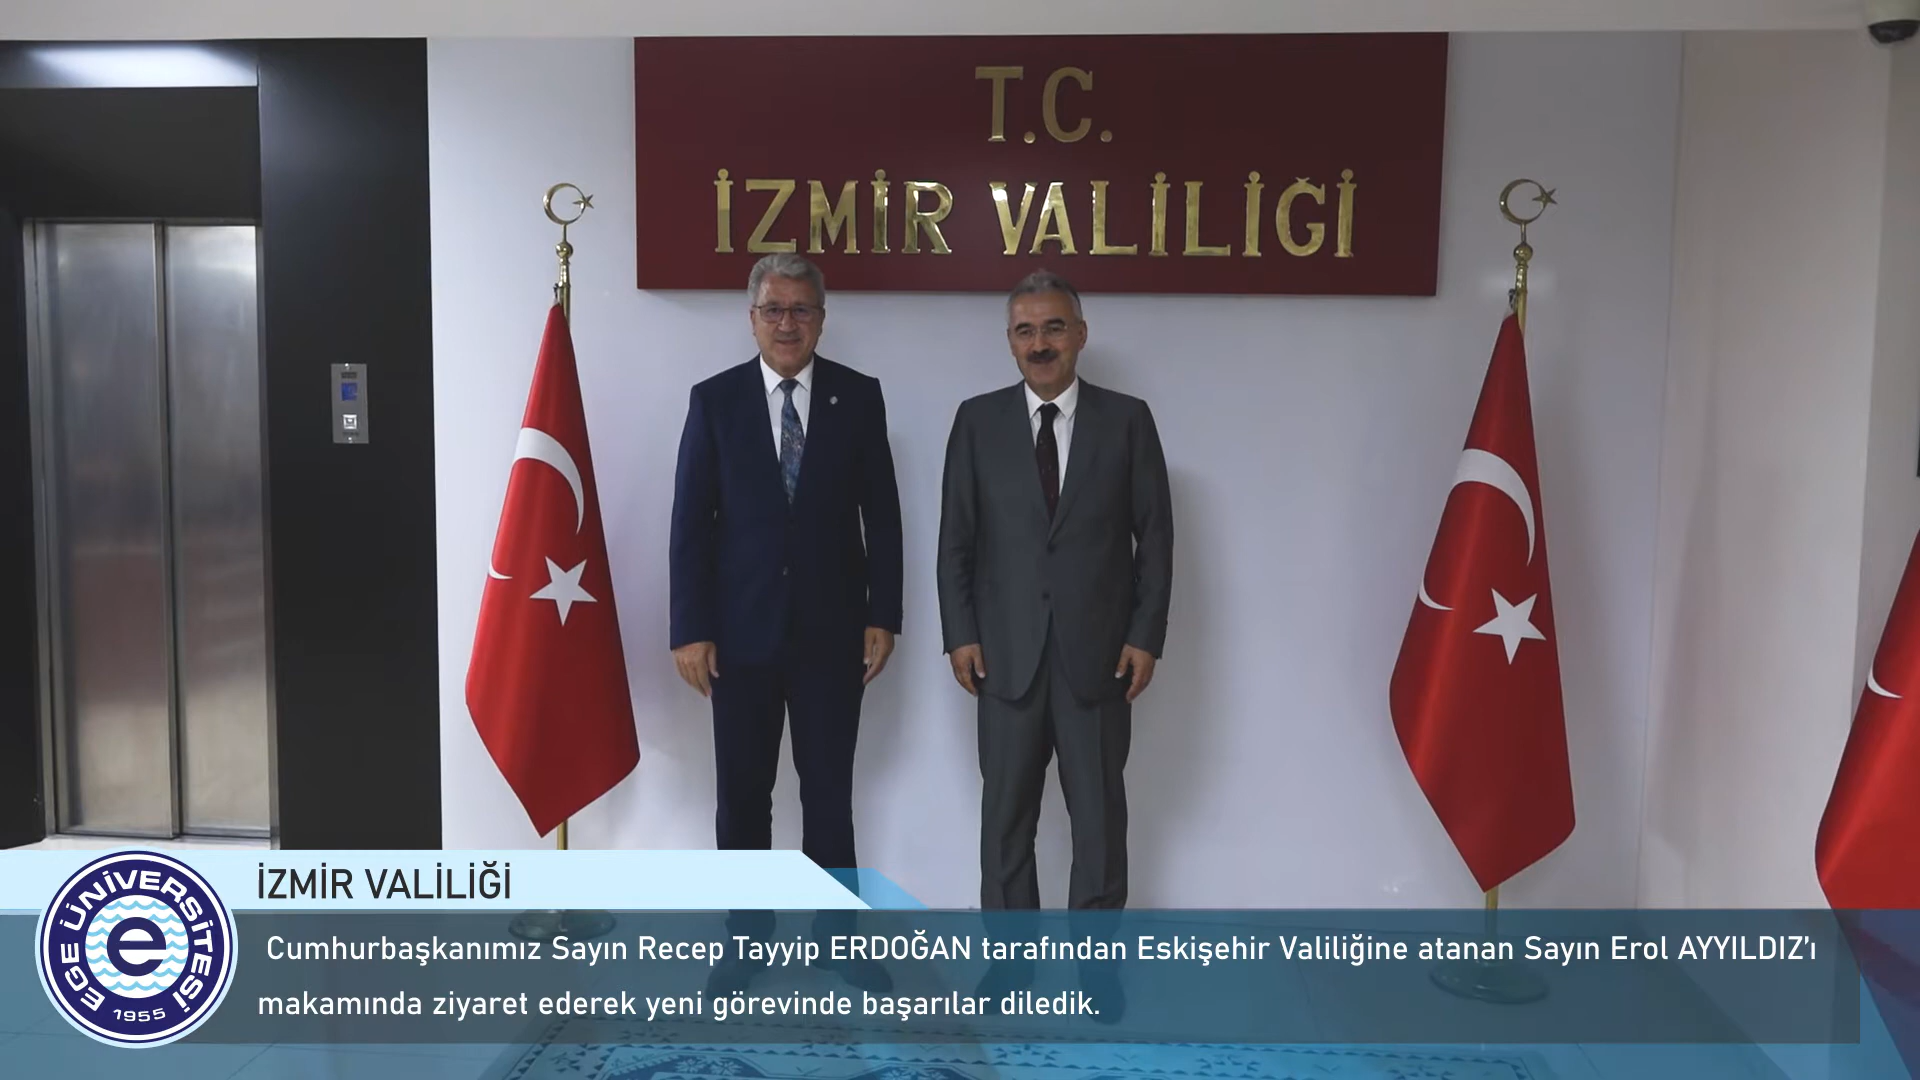 T.C.
İZMİR VALİLİĞİ
İZMİR VALİLİĞİ
Cumhurbaşkanımız Sayın Recep Tayyip ERDOĞAN tarafından Eskişehir Valiliğine atanan Sayın Erol AYYILDIZ’ı
makamında ziyaret ederek yeni görevinde başarılar diledik.
EGE ÜNİVERSİTESİ
e
1955